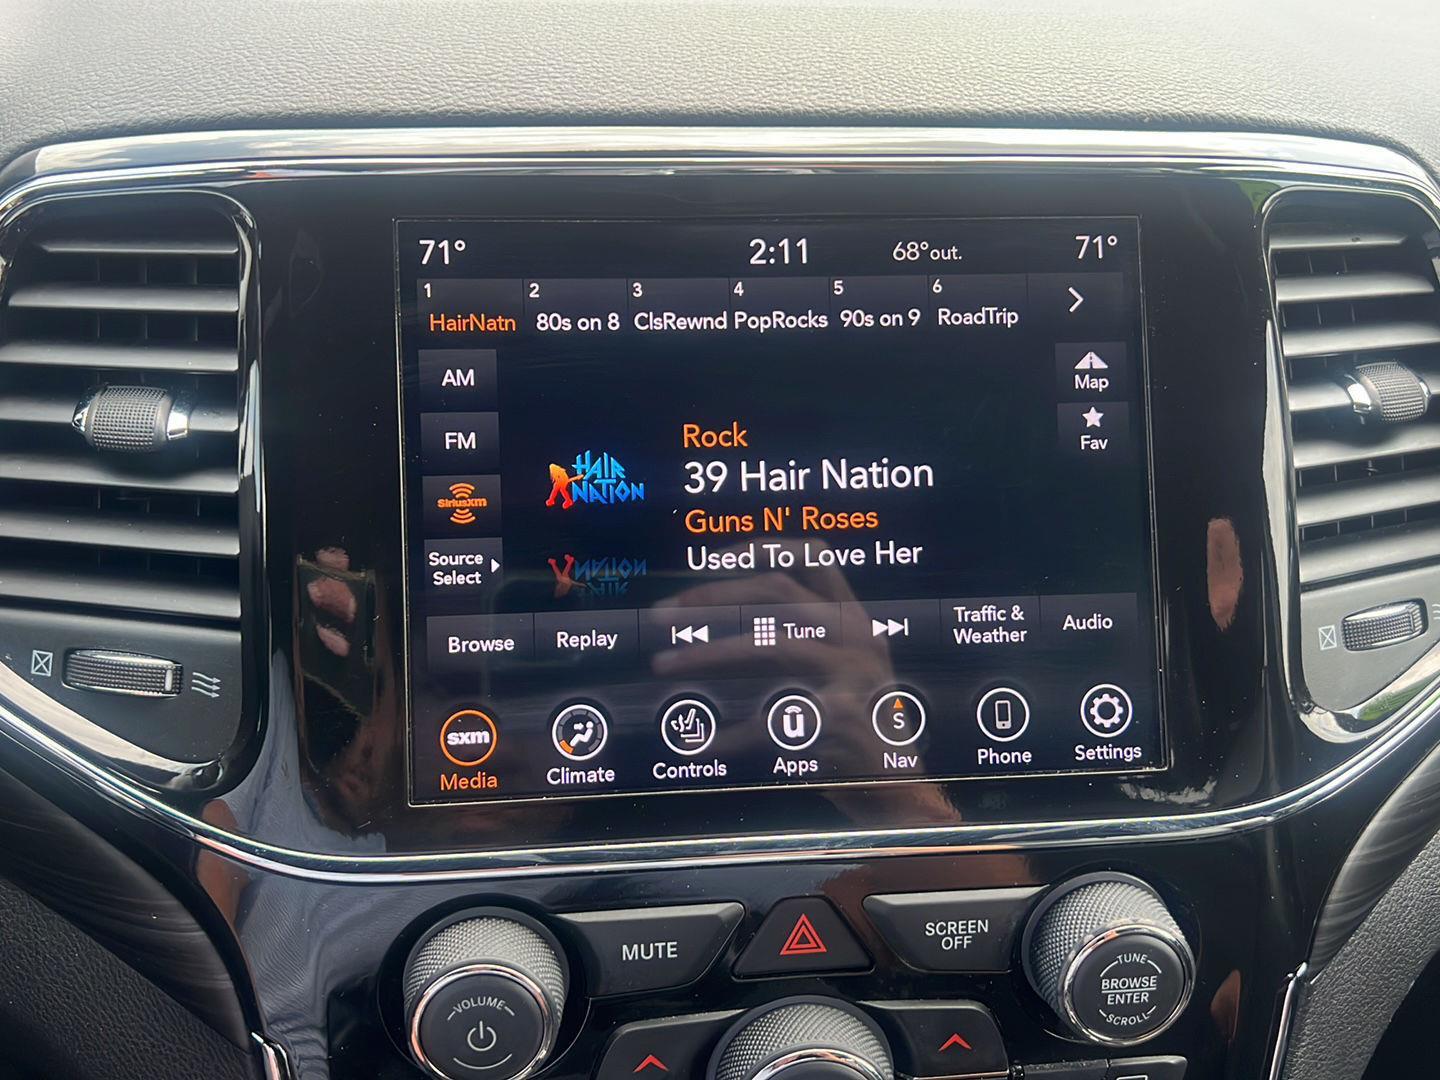 71° 2:11 68°out. 71°
1 2 3 4 5 6
HairNatn 80s on 8 ClsRewnd PopRocks 90s on 9 RoadTrip
AM
Map
FM
Fav
Rock
HAIR
NATION
39 Hair Nation
SiriusXM
Guns N' Roses
Source
Select
Used To Love Her
Browse Replay Tune Traffic &
Weather Audio
sxm U S
Media Climate Controls Apps Nav Phone Settings
MUTE SCREEN
OFF
VOLUME
TUNE
BROWSE
ENTER
SCROLL